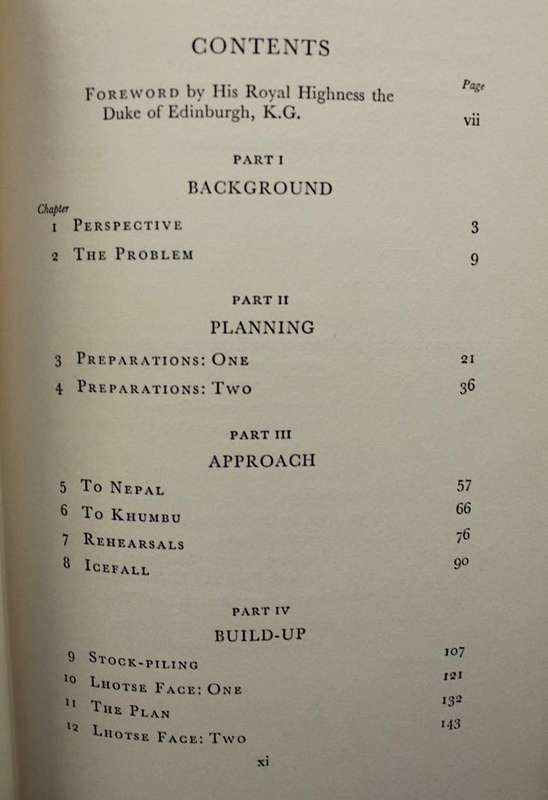 CONTENTS
Page
FOREWORD by His Royal Highness the
Duke of Edinburgh, K.G. vii
PART I
BACKGROUND
Chapter
1 PERSPECTIVE 3
2 THE PROBLEM 9
PART II
PLANNING
3 PREPARATIONS: ONE 21
4 PREPARATIONS: TWO 36
PART III
APPROACH
5 TO NEPAL 57
6 TO KHUMBU 66
7 REHEARSALS 76
8 ICEFALL 90
PART IV
BUILD-UP
9 STOCK-PILING 107
10 LHOTSE FACE: ONE 121
11 THE PLAN 132
12 LHOTSE FACE: TWO 143
xi